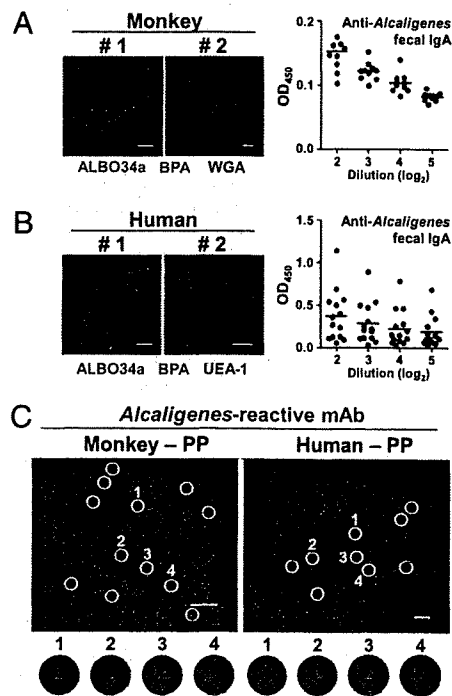 A
Monkey
# 1 # 2
ALBO34a BPA WGA
Anti-Alcaligenes
fecal IgA
OD450
0.2
0.1
0.0
2 3 4 5
Dilution (log2)
B
Human
# 1 # 2
ALBO34a BPA UEA-1
Anti-Alcaligenes
fecal IgA
OD450
1.5
1.0
0.5
0.0
2 3 4 5
Dilution (log2)
C
Alcaligenes-reactive mAb
Monkey – PP Human – PP
1
2
3
4
1
2
3
4
1 2 3 4 1 2 3 4